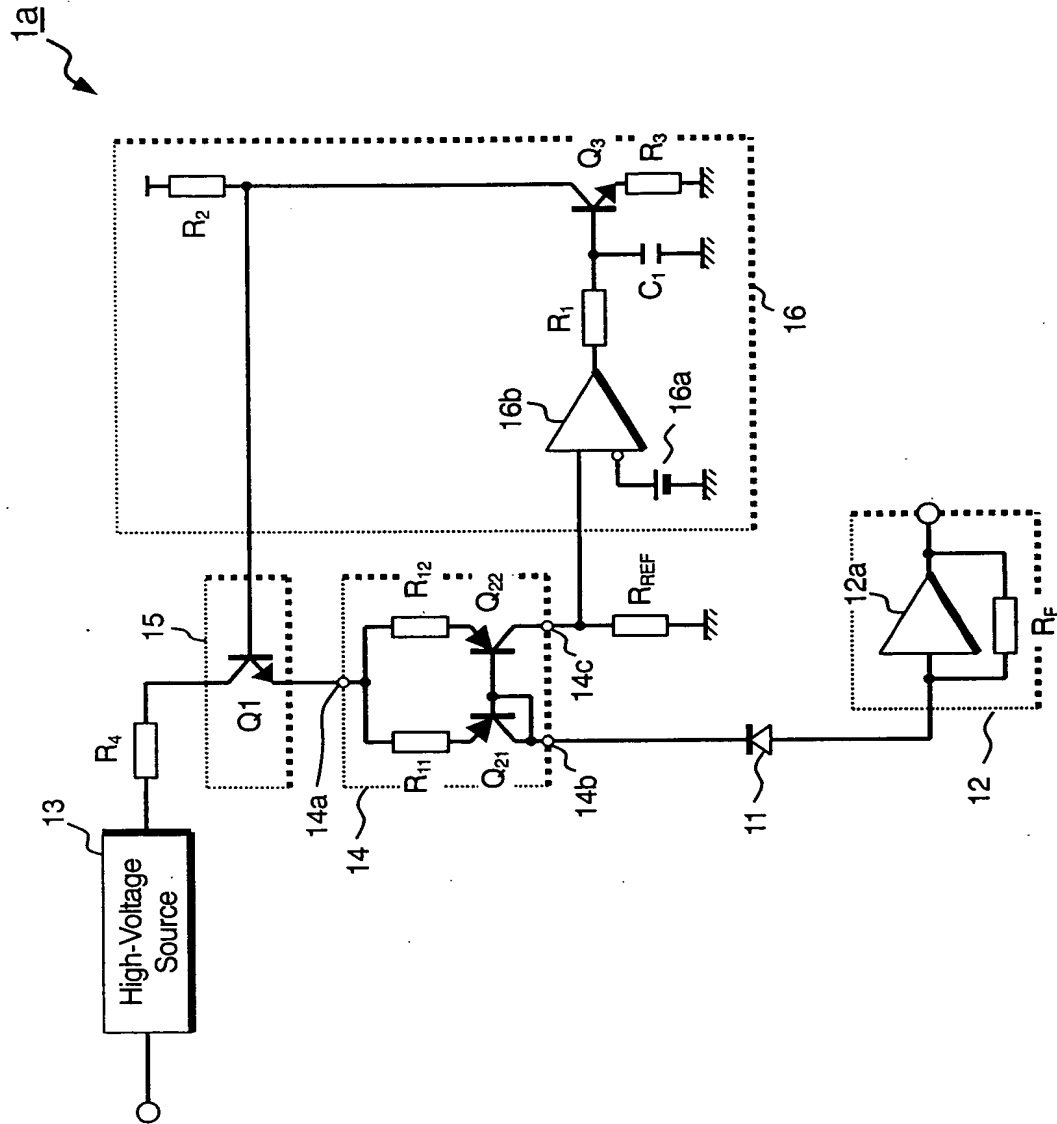 1a
13
High-Voltage
Source
R4
15
Q1
14a
14
R11
R12
Q21
Q22
14b
14c
RREF
11
12
12a
RF
16
16a
16b
R1
C1
R2
Q3
R3